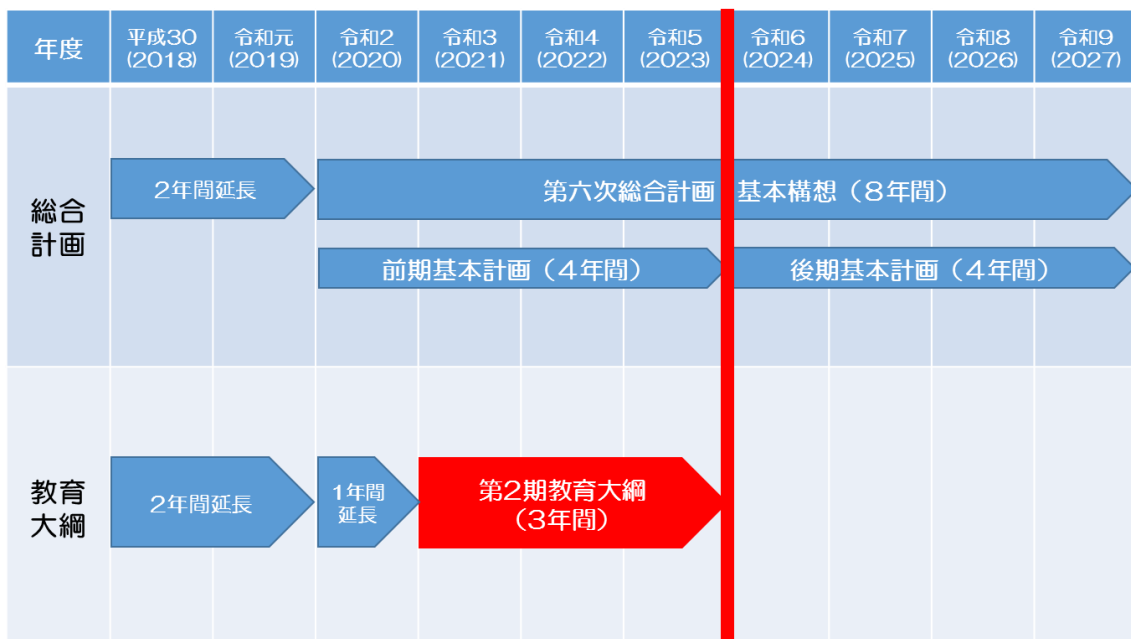 年度
平成30
(2018)
令和元
(2019)
令和2
(2020)
令和3
(2021)
令和4
(2022)
令和5
(2023)
令和6
(2024)
令和7
(2025)
令和8
(2026)
令和9
(2027)
総合
計画
2年間延長
第六次総合計画 基本構想(8年間)
前期基本計画(4年間)
後期基本計画(4年間)
教育
大綱
2年間延長
1年間
延長
第2期教育大綱
(3年間)